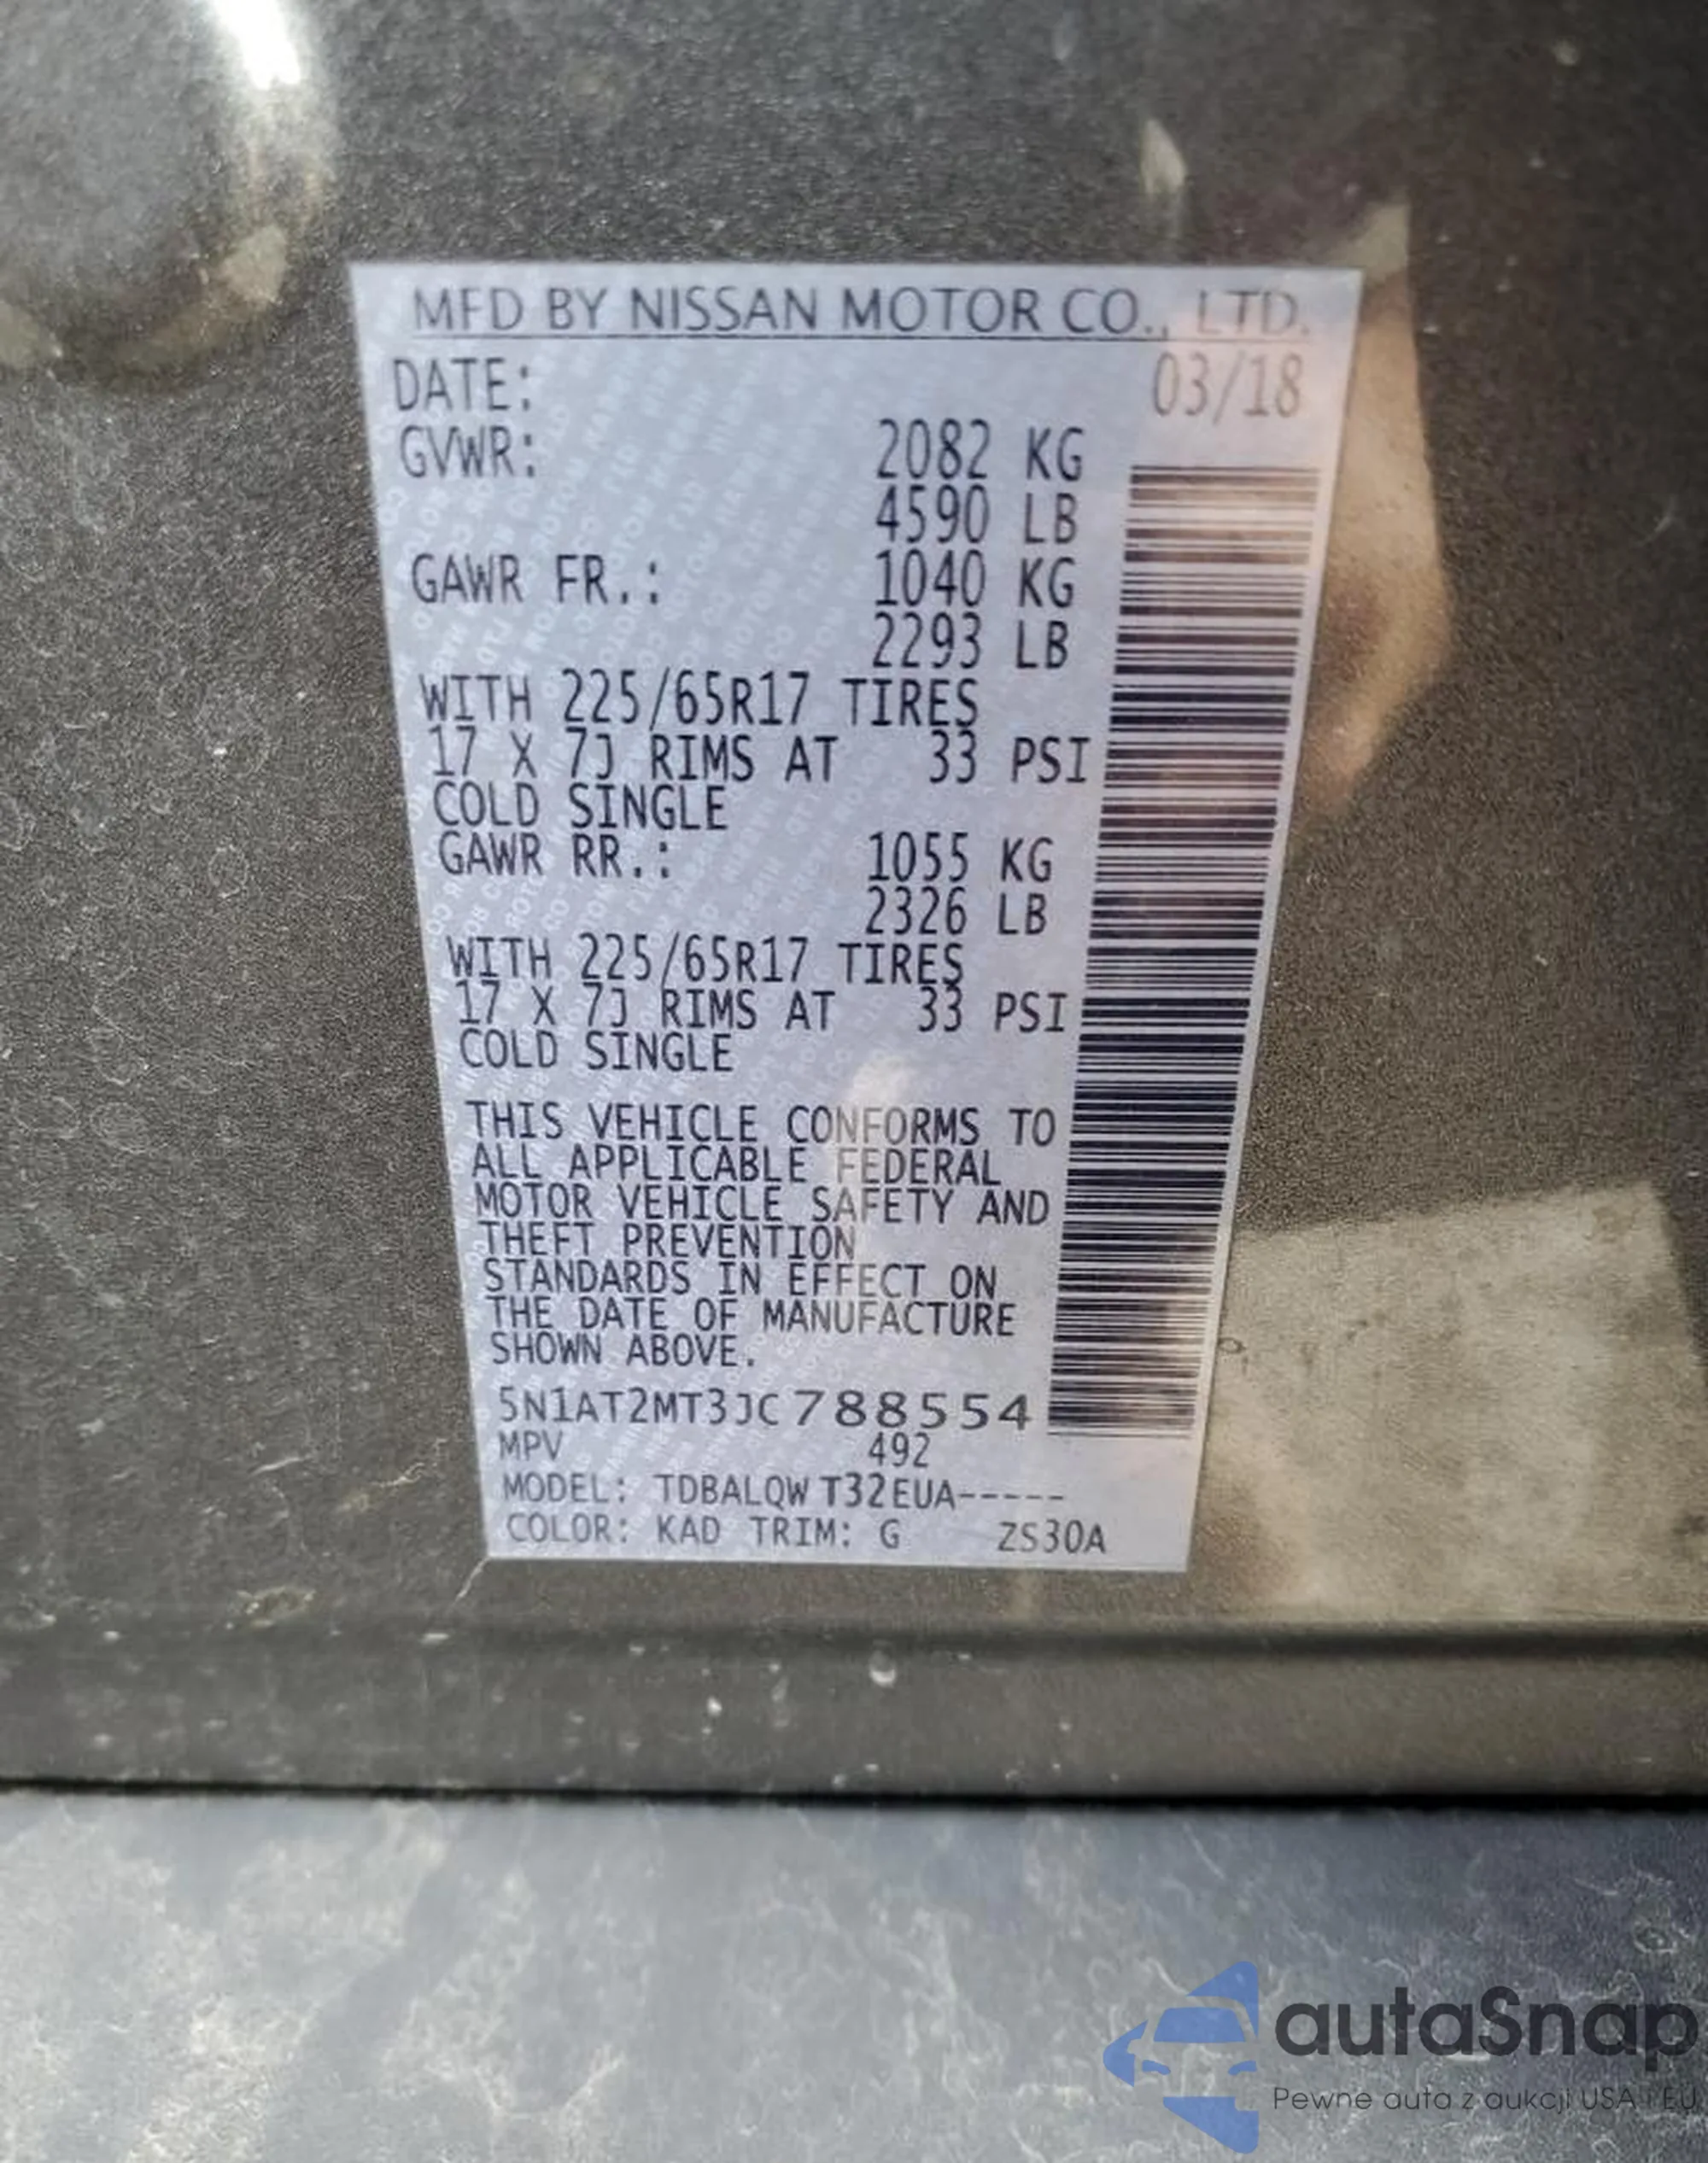 MFD BY NISSAN MOTOR CO., LTD.
DATE: 03/18
GVWR: 2082 KG
4590 LB
GAWR FR.: 1040 KG
2293 LB
WITH 225/65R17 TIRES
17 X 7J RIMS AT 33 PSI
COLD SINGLE
GAWR RR.: 1055 KG
2326 LB
WITH 225/65R17 TIRES
17 X 7J RIMS AT 33 PSI
COLD SINGLE
THIS VEHICLE CONFORMS TO
ALL APPLICABLE FEDERAL
MOTOR VEHICLE SAFETY AND
THEFT PREVENTION
STANDARDS IN EFFECT ON
THE DATE OF MANUFACTURE
SHOWN ABOVE.
5N1AT2MT3JC788554
MPV 492
MODEL: TDBALQW T32EUA-----
COLOR: KAD TRIM: G ZS30A
autaSnap
Pewne auta z aukcji USA i EU